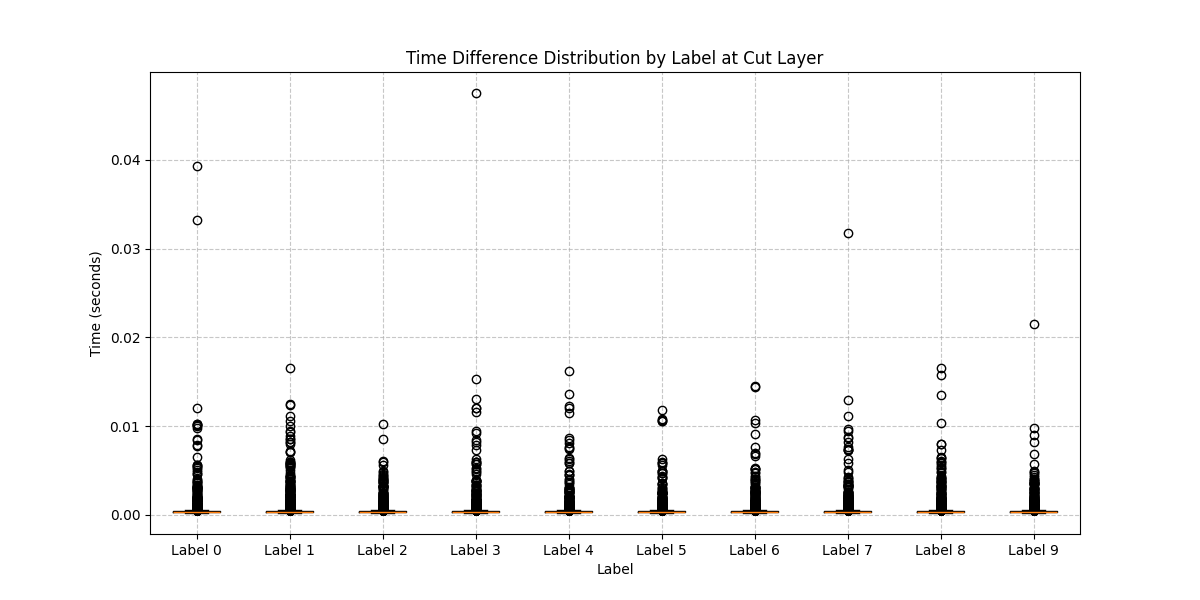 Time Difference Distribution by Label at Cut Layer
Time (seconds)
0.04
0.03
0.02
0.01
0.00
Label 0 Label 1 Label 2 Label 3 Label 4 Label 5 Label 6 Label 7 Label 8 Label 9
Label